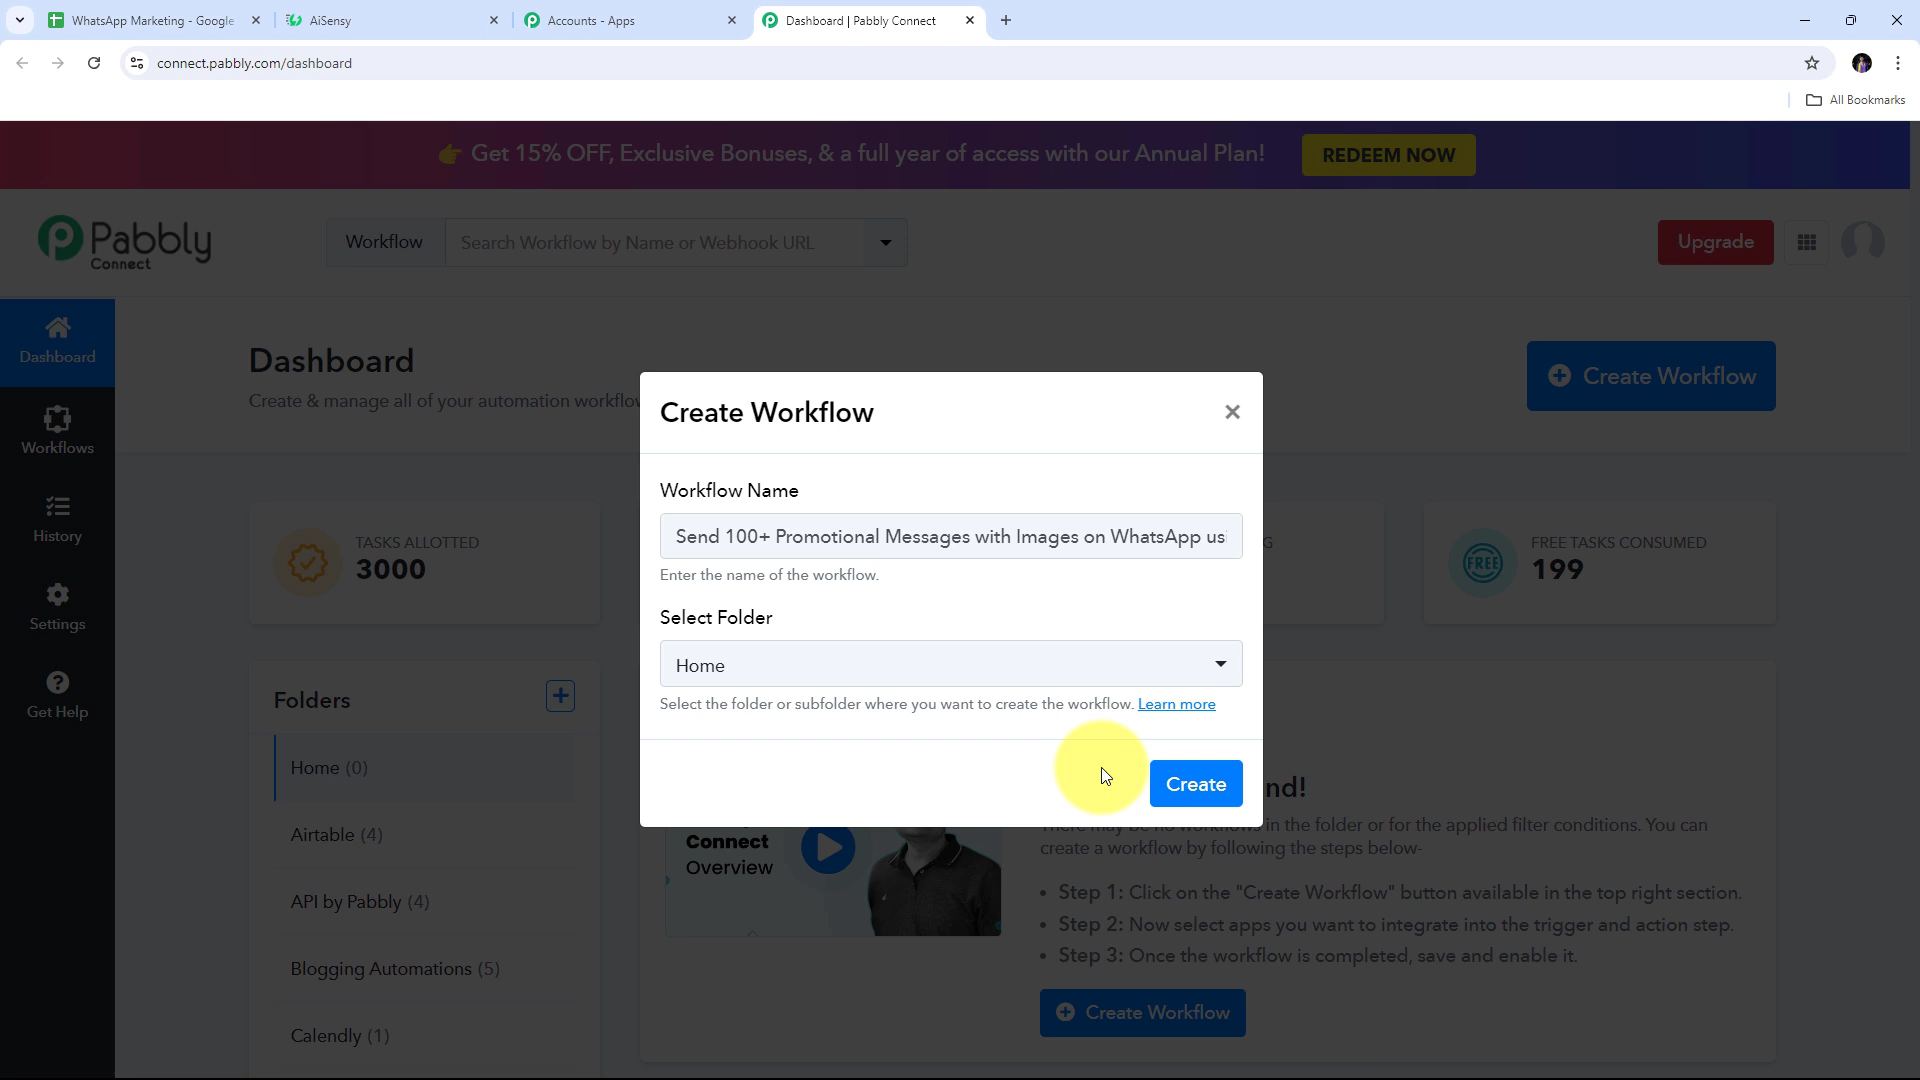 WhatsApp Marketing - Google
AiSensy
Accounts - Apps
Dashboard | Pabbly Connect
connect.pabbly.com/dashboard
All Bookmarks
Get 15% OFF, Exclusive Bonuses, & a full year of access with our Annual Plan!
REDEEM NOW
Pabbly
Connect
Workflow
Search Workflow by Name or Webhook URL
Upgrade
Dashboard
Workflows
History
Settings
Get Help
Dashboard
Create & manage all of your automation workflow
Create Workflow
TASKS ALLOTTED
3000
G
FREE TASKS CONSUMED
FREE
199
Create Workflow
Workflow Name
Send 100+ Promotional Messages with Images on WhatsApp us
Enter the name of the workflow.
Select Folder
Home
Select the folder or subfolder where you want to create the workflow. Learn more
Create
Folders
Home (0)
Airtable (4)
API by Pabbly (4)
Blogging Automations (5)
Calendly (1)
Connect
Overview
nd!
There may be no workflows in the folder or for the applied filter conditions. You can
create a workflow by following the steps below-
Step 1: Click on the "Create Workflow" button available in the top right section.
Step 2: Now select apps you want to integrate into the trigger and action step.
Step 3: Once the workflow is completed, save and enable it.
Create Workflow